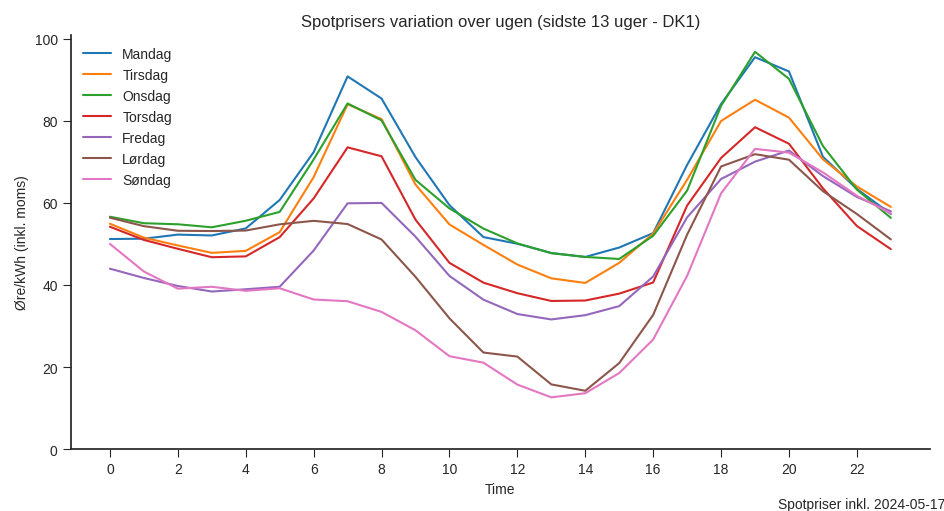 Spotprisers variation over ugen (sidste 13 uger - DK1)
Mandag
Tirsdag
Onsdag
Torsdag
Fredag
Lørdag
Søndag
Øre/kWh (inkl. moms)
100
80
60
40
20
0
0 2 4 6 8 10 12 14 16 18 20 22
Time
Spotpriser inkl. 2024-05-17